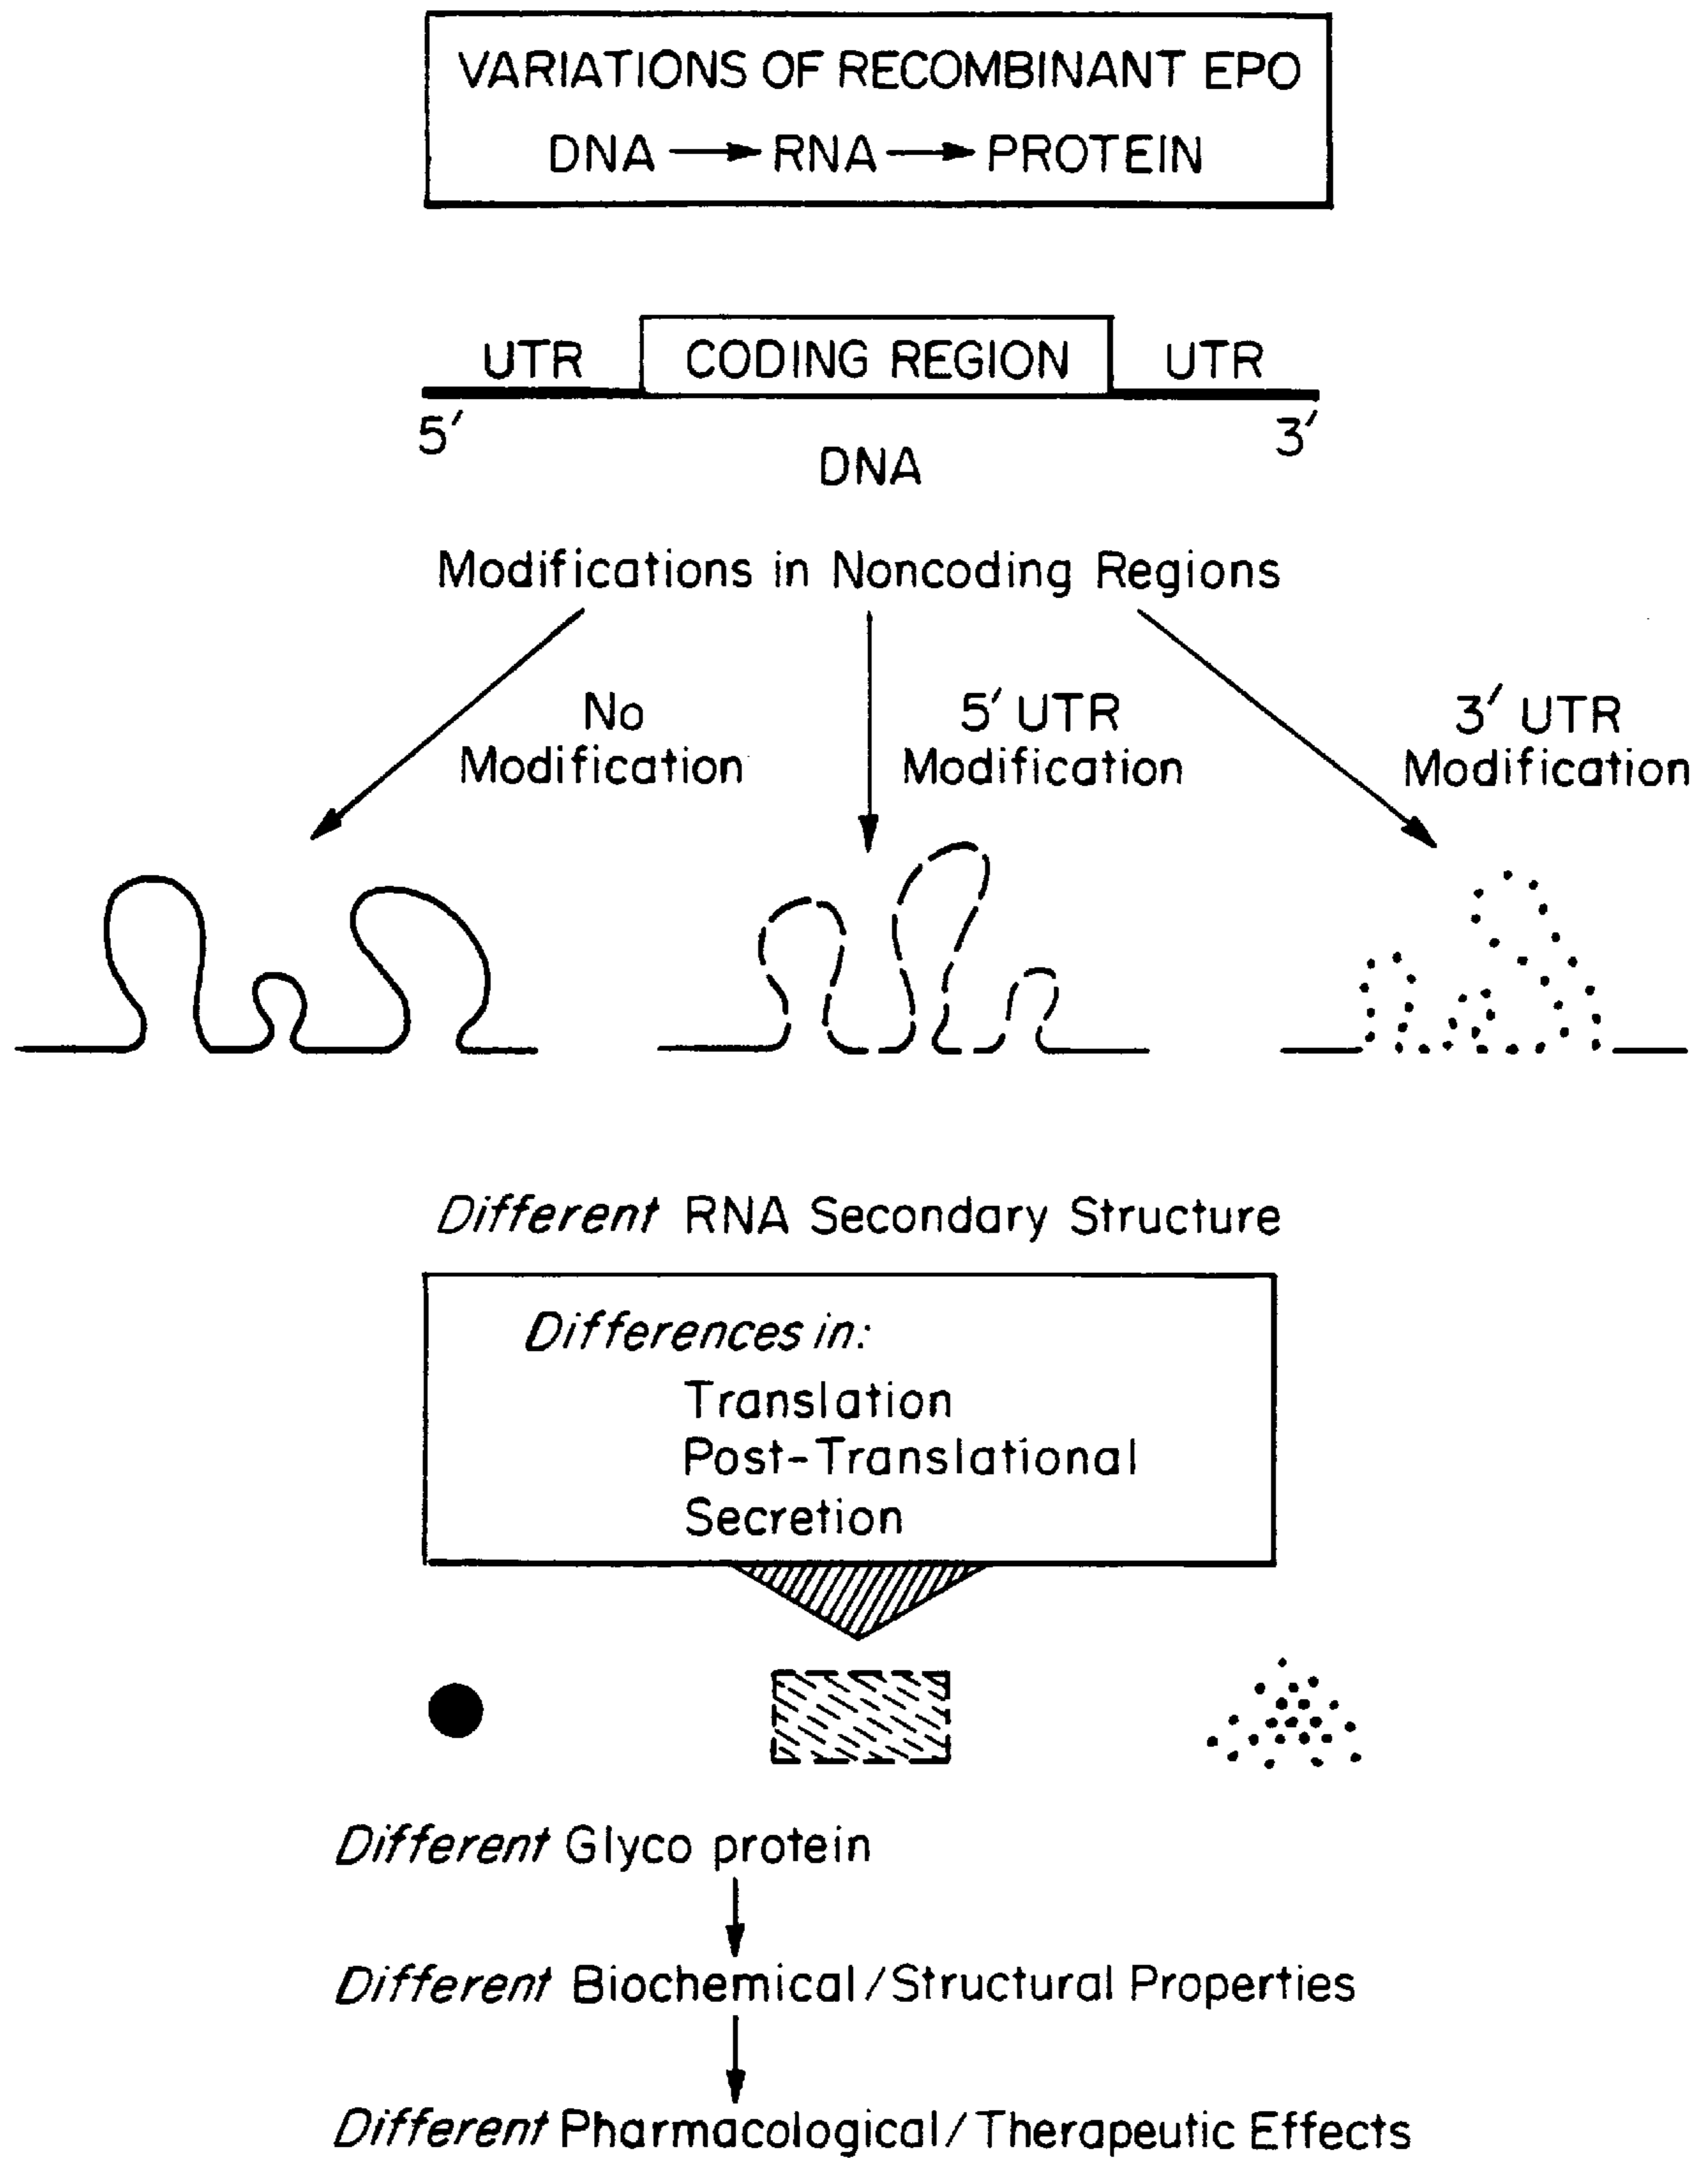 VARIATIONS OF RECOMBINANT EPO
DNA → RNA → PROTEIN
UTR CODING REGION UTR
5′ 3′
DNA
Modifications in Noncoding Regions
No
Modification
5′ UTR
Modification
3′ UTR
Modification
Different RNA Secondary Structure
Differences in:
Translation
Post-Translational
Secretion
Different Glyco protein
Different Biochemical/Structural Properties
Different Pharmacological/Therapeutic Effects